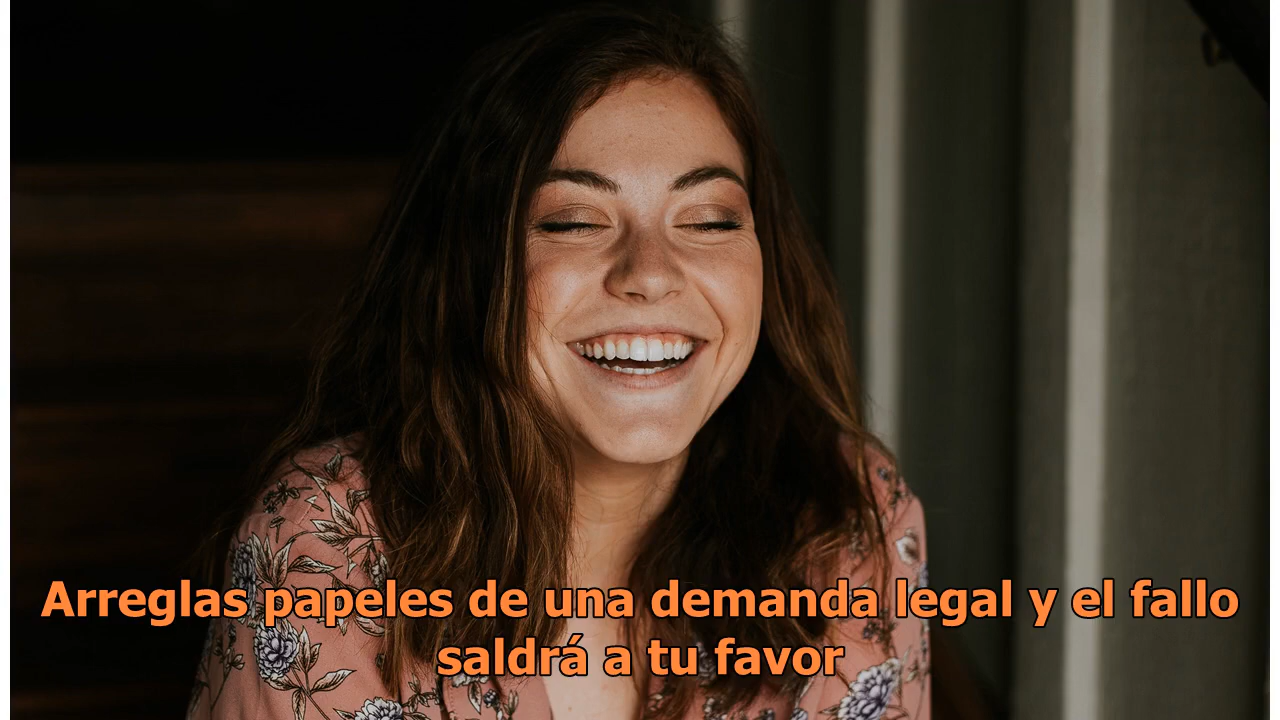 Arreglas papeles de una demanda legal y el fallo
saldrá a tu favor